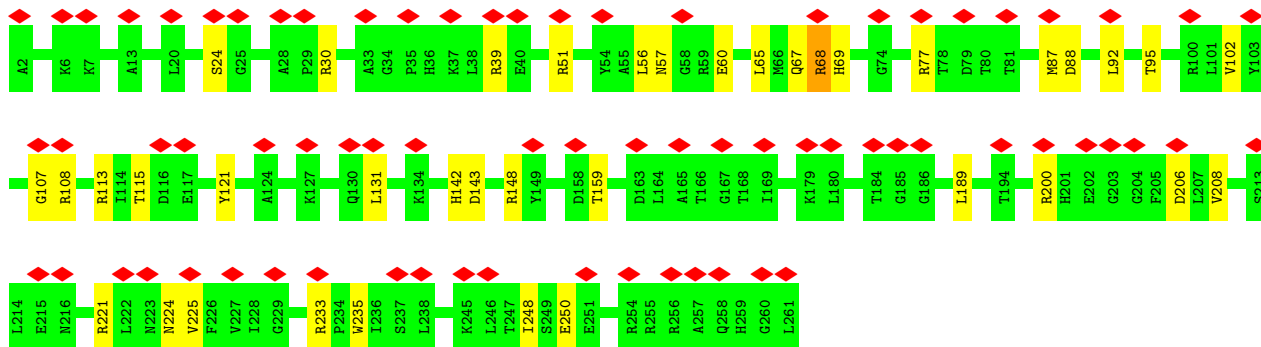 A2 K6 K7 A13 L20 S24 G25 A28 P29 R30 A33 G34 P35 H36 K37 L38 R39 E40 R51 Y54 A55 L56 N57 G58 R59 E60 L65 M66 Q67 R68 H69 G74 R77 T78 D79 T80 T81 M87 D88 L92 T95 R100 L101 V102 Y103
G107 R108 R113 I114 T115 D116 E117 Y121 A124 K127 Q130 L131 K134 H142 D143 R148 Y149 D158 T159 D163 L164 A165 T166 G167 T168 I169 K179 L180 T184 G185 G186 L189 T194 R200 H201 E202 G203 G204 F205 D206 L207 V208 S213
L214 E215 N216 R221 L222 N223 N224 V225 F226 V227 I228 G229 R233 P234 W235 I236 S237 L238 K245 L246 T247 I248 S249 E250 E251 R254 R255 R256 A257 Q258 H259 G260 L261